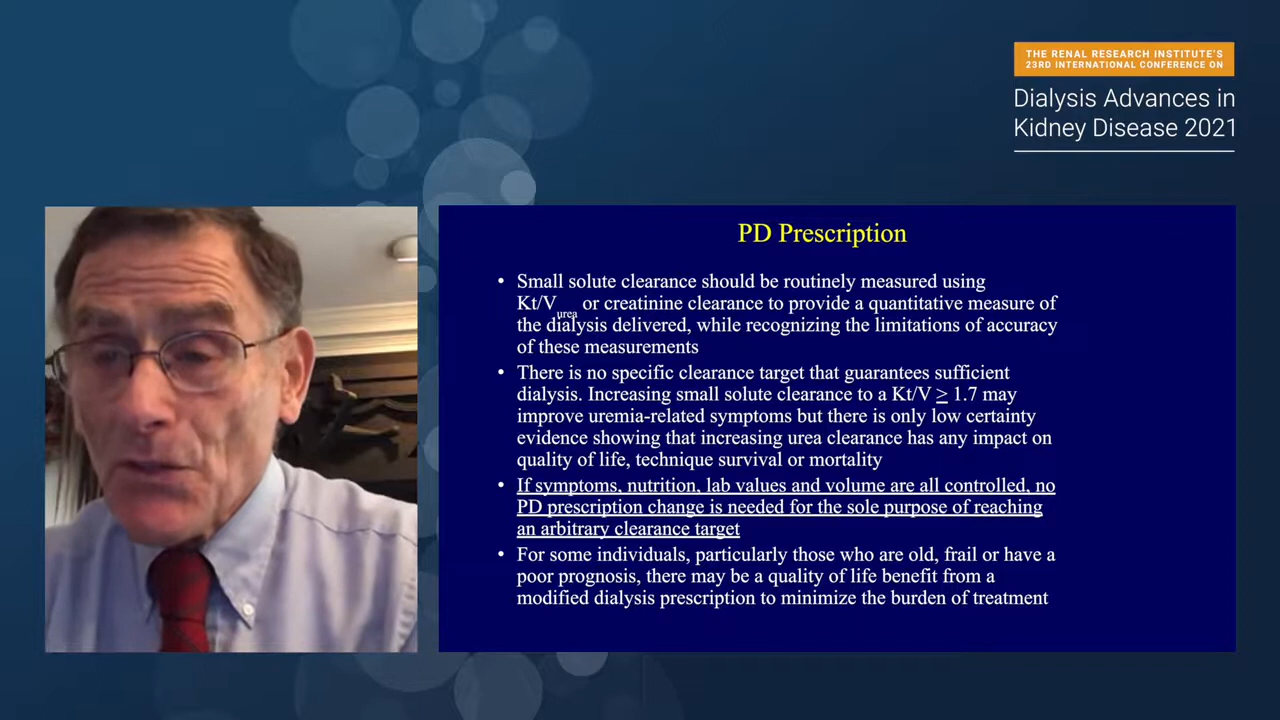 THE RENAL RESEARCH INSTITUTE'S
23RD INTERNATIONAL CONFERENCE ON
Dialysis Advances in
Kidney Disease 2021
PD Prescription
• Small solute clearance should be routinely measured using
Kt/Vurea or creatinine clearance to provide a quantitative measure of
the dialysis delivered, while recognizing the limitations of accuracy
of these measurements
• There is no specific clearance target that guarantees sufficient
dialysis. Increasing small solute clearance to a Kt/V ≥ 1.7 may
improve uremia-related symptoms but there is only low certainty
evidence showing that increasing urea clearance has any impact on
quality of life, technique survival or mortality
• If symptoms, nutrition, lab values and volume are all controlled, no
PD prescription change is needed for the sole purpose of reaching
an arbitrary clearance target
• For some individuals, particularly those who are old, frail or have a
poor prognosis, there may be a quality of life benefit from a
modified dialysis prescription to minimize the burden of treatment